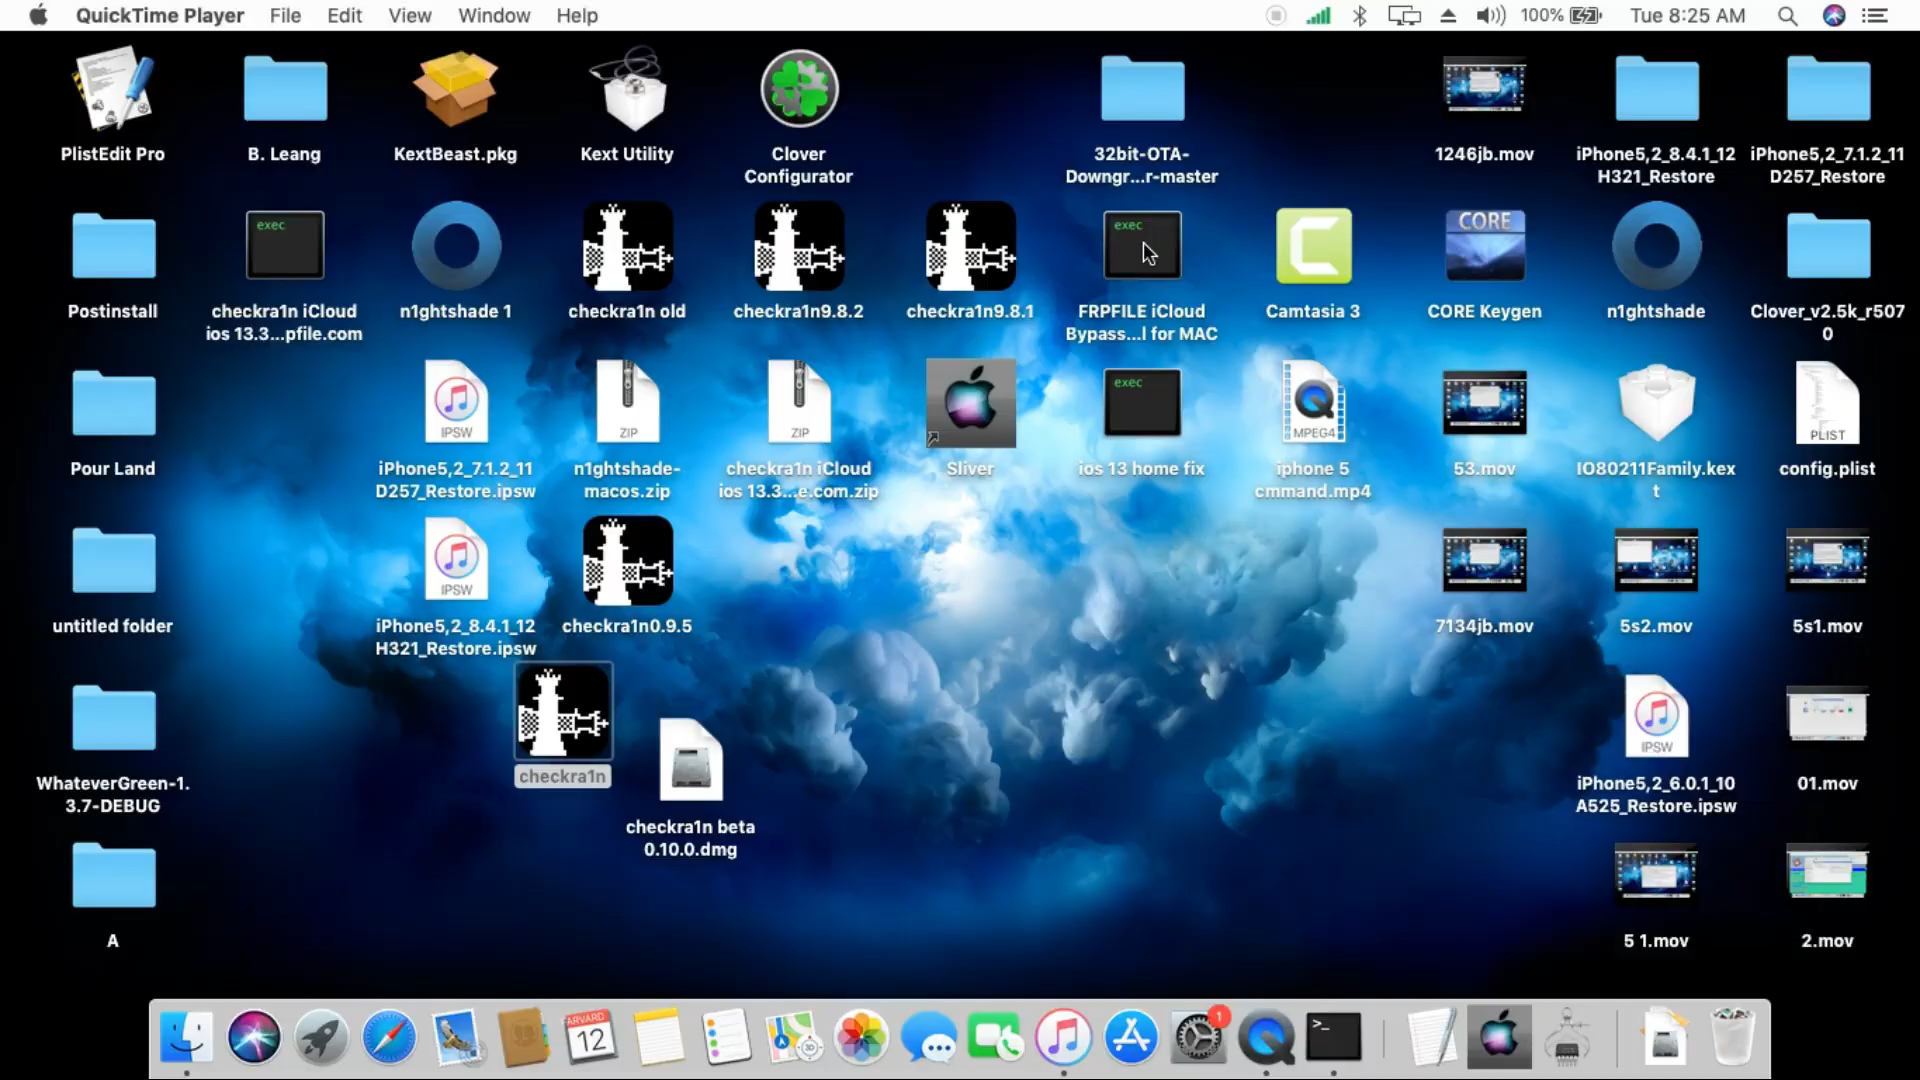 QuickTime Player File Edit View Window Help 100% Tue 8:25 AM
PlistEdit Pro
B. Leang
KextBeast.pkg
Kext Utility
Clover
Configurator
32bit-OTA-
Downgr...r-master
1246jb.mov
iPhone5,2_8.4.1_12
H321_Restore
iPhone5,2_7.1.2_11
D257_Restore
Postinstall
exec
checkra1n iCloud
ios 13.3...pfile.com
n1ghtshade 1
checkra1n old
checkra1n9.8.2
checkra1n9.8.1
exec
FRPFILE iCloud
Bypass...l for MAC
Camtasia 3
CORE
CORE Keygen
n1ghtshade
Clover_v2.5k_r507
0
Pour Land
IPSW
iPhone5,2_7.1.2_11
D257_Restore.ipsw
ZIP
n1ghtshade-
macos.zip
ZIP
checkra1n iCloud
ios 13.3...e.com.zip
Sliver
exec
ios 13 home fix
MPEG4
iphone 5
cmmand.mp4
53.mov
IO80211Family.kex
t
PLIST
config.plist
untitled folder
IPSW
iPhone5,2_8.4.1_12
H321_Restore.ipsw
checkra1n0.9.5
7134jb.mov
5s2.mov
5s1.mov
WhateverGreen-1.
3.7-DEBUG
checkra1n
checkra1n beta
0.10.0.dmg
IPSW
iPhone5,2_6.0.1_10
A525_Restore.ipsw
01.mov
A
5 1.mov
2.mov
12
3D
1
>_